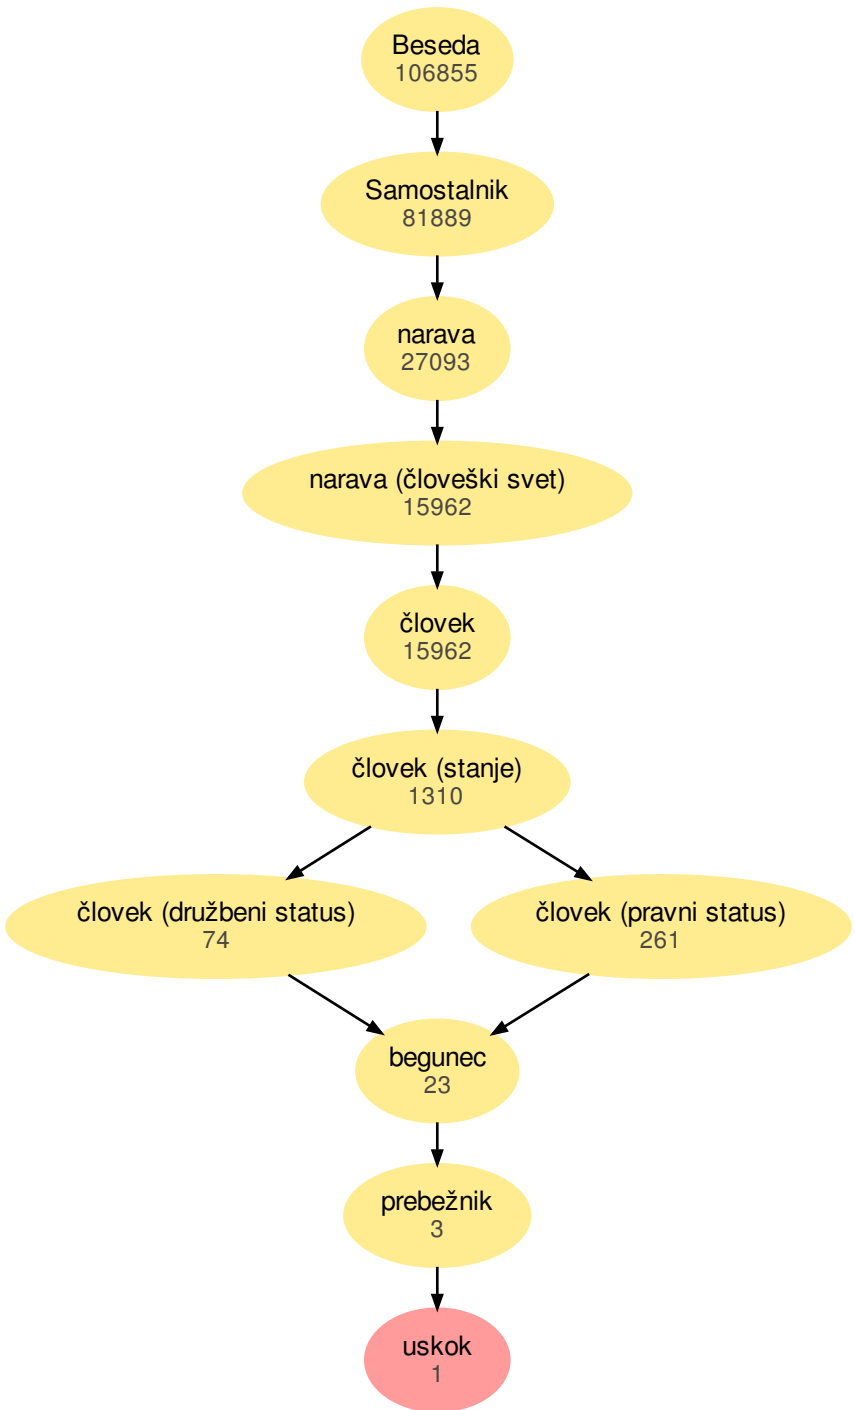 Beseda
106855
Samostalnik
81889
narava
27093
narava (človeški svet)
15962
človek
15962
človek (stanje)
1310
človek (družbeni status)
74
človek (pravni status)
261
begunec
23
prebežnik
3
uskok
1